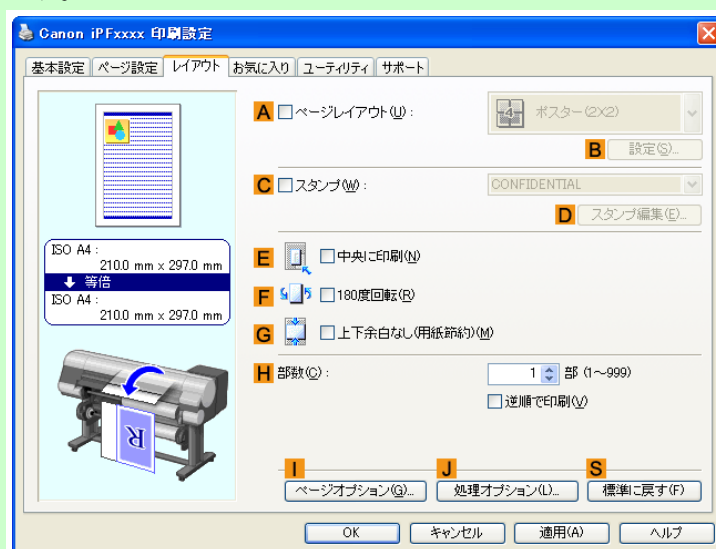 Canon iPFxxxx 印刷設定
基本設定 ページ設定 レイアウト お気に入り ユーティリティ サポート
A ページレイアウト(U) : 4 ポスター(2X2)
B 設定(S)...
C スタンプ(W) : CONFIDENTIAL
D スタンプ編集(E)...
ISO A4 :
210.0 mm x 297.0 mm
等倍
ISO A4 :
210.0 mm x 297.0 mm
E 中央に印刷(N)
F 180度回転(R)
G 上下余白なし(用紙節約)(M)
H 部数(C) : 1 部 (1～999)
逆順で印刷(V)
R
I J S
ページオプション(G)... 処理オプション(L)... 標準に戻す(F)
OK キャンセル 適用(A) ヘルプ